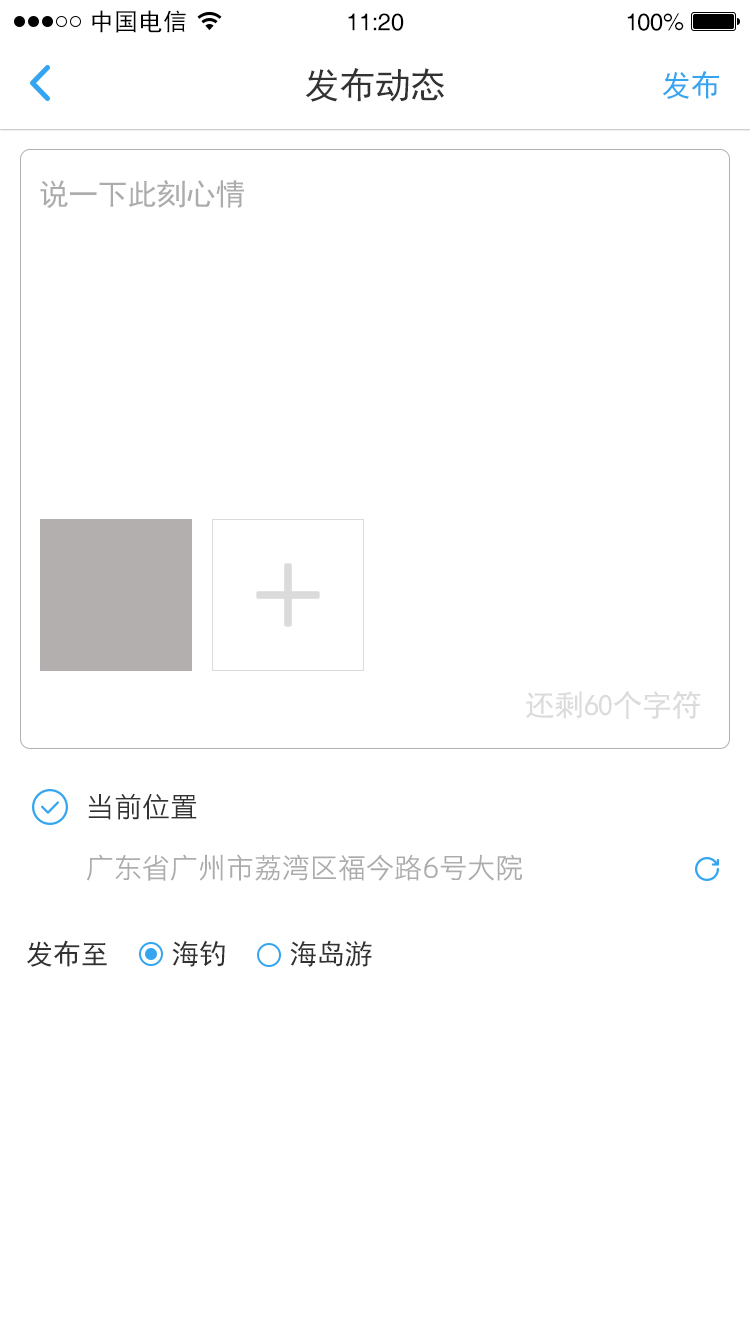 中国电信 11:20 100%
发布动态 发布
说一下此刻心情
还剩60个字符
当前位置
广东省广州市荔湾区福今路6号大院
发布至 海钓 海岛游